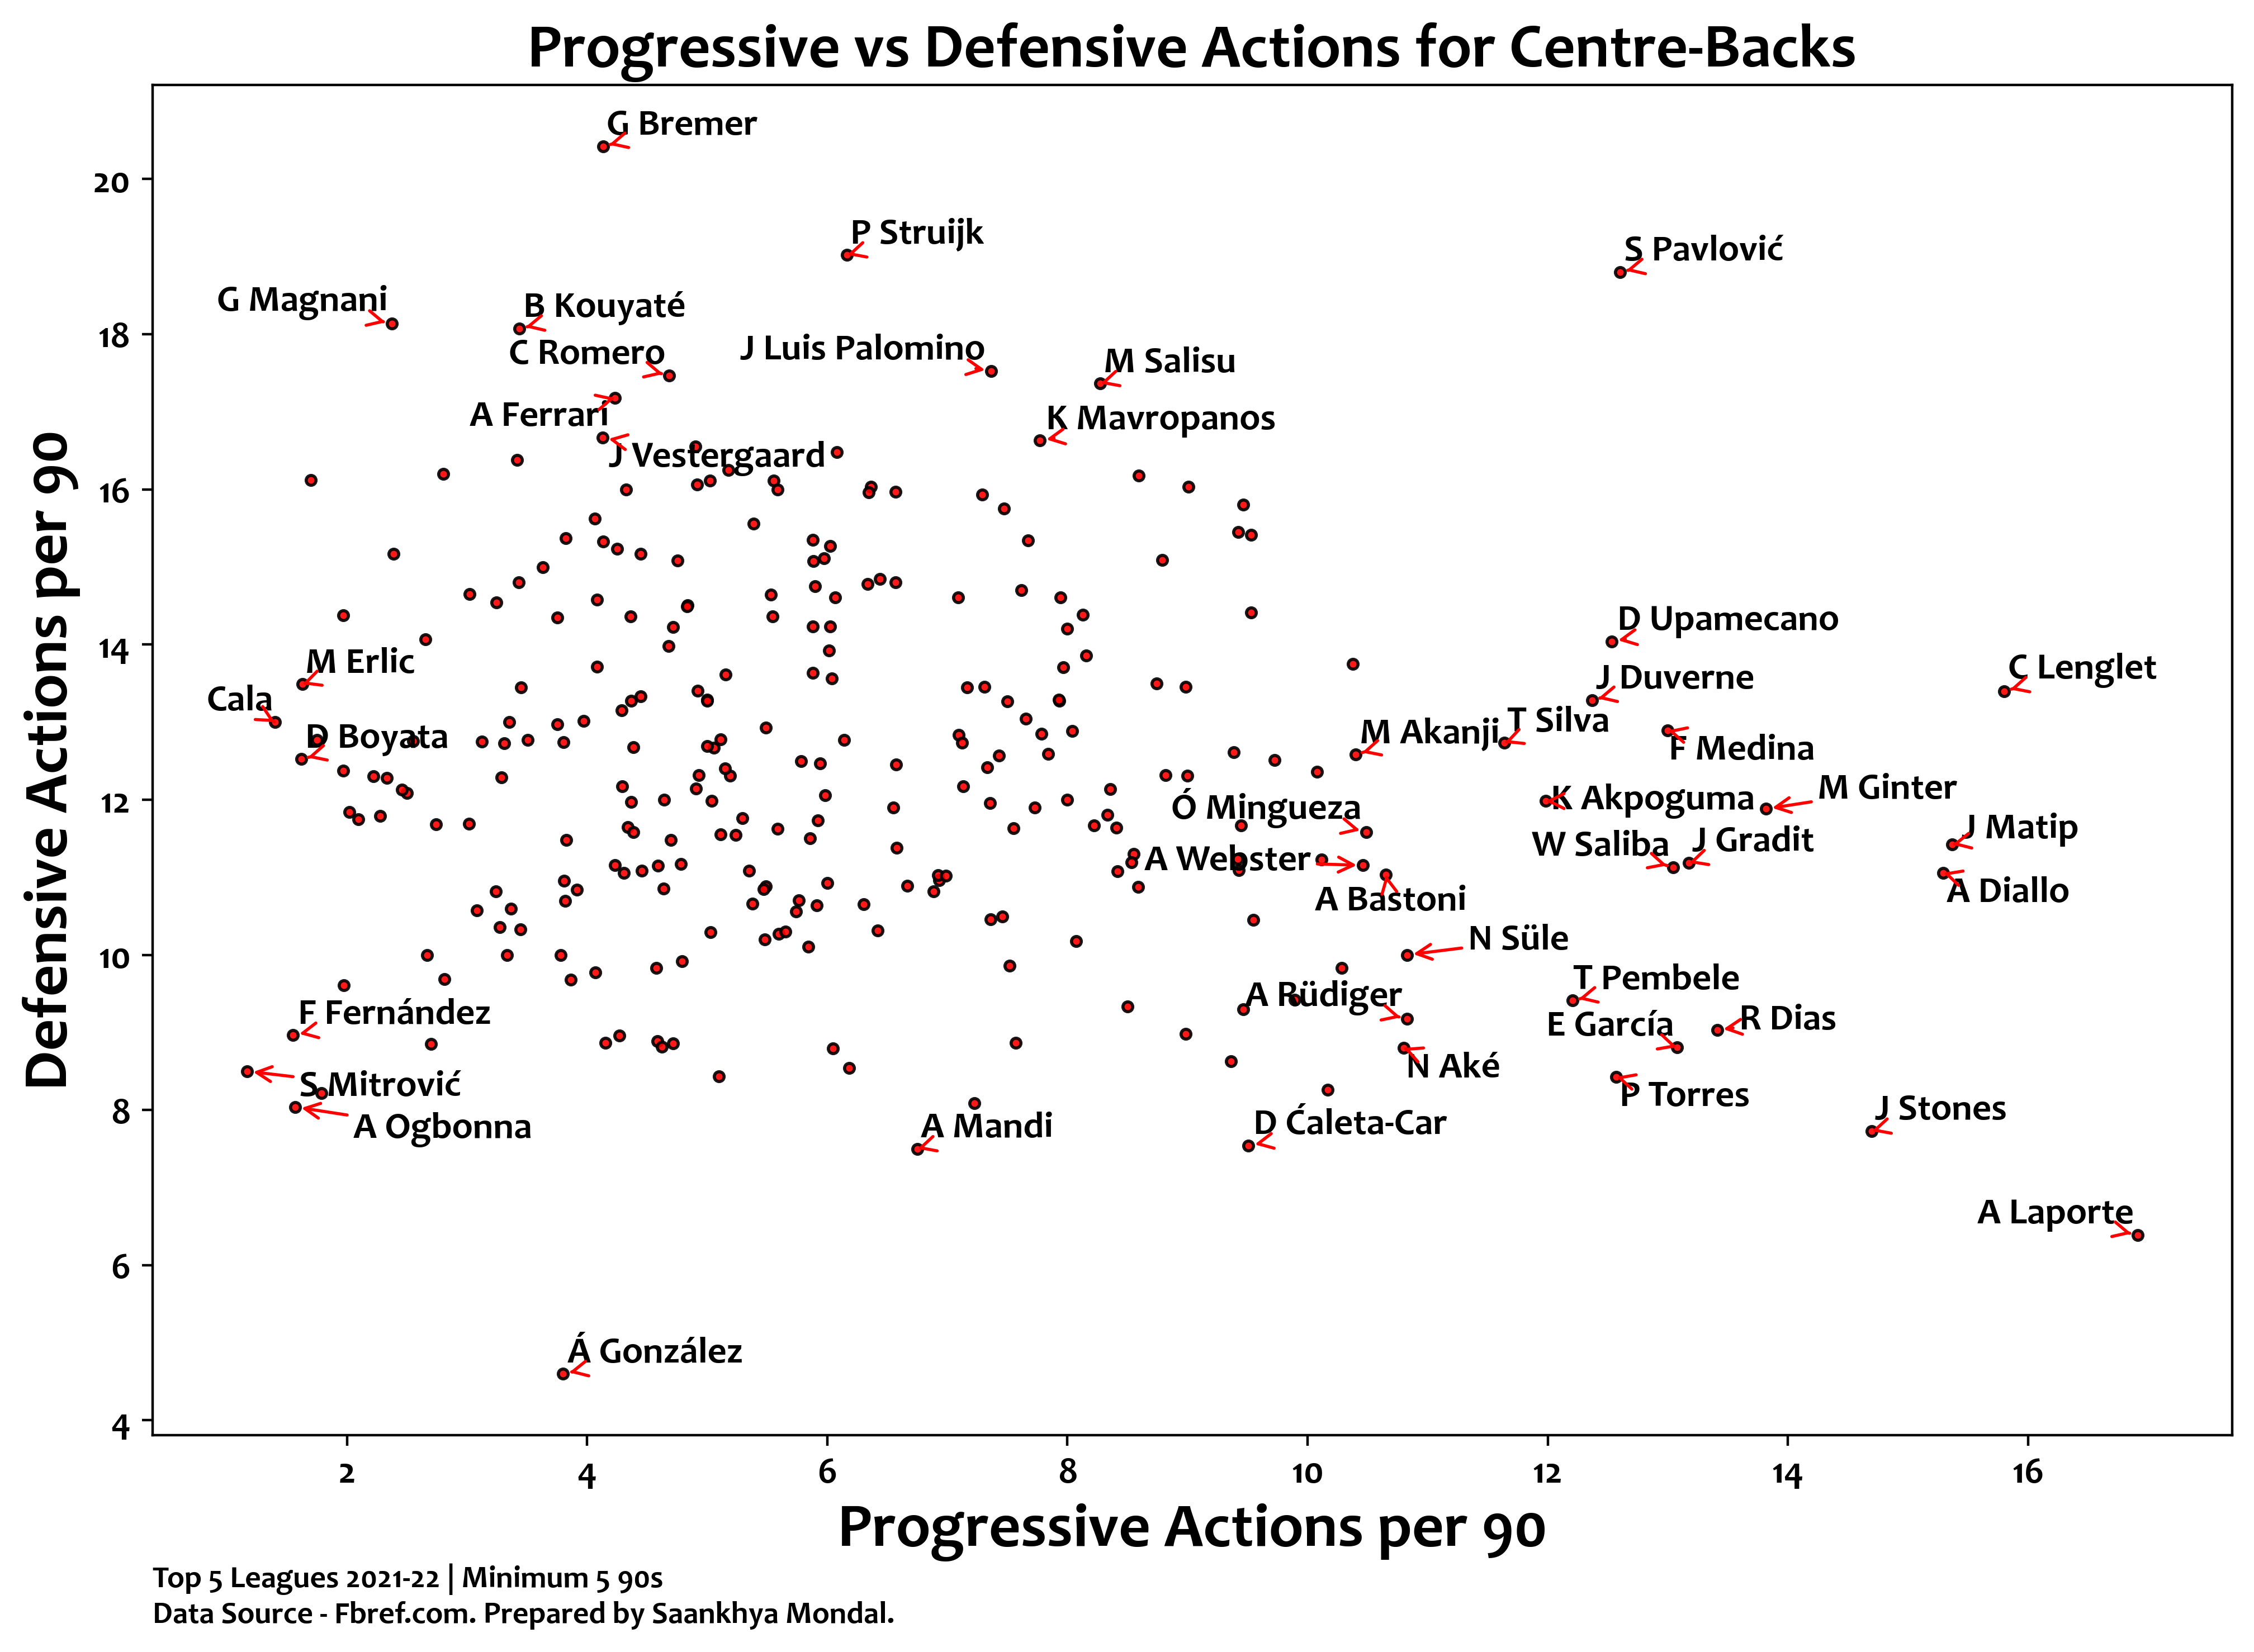 Progressive vs Defensive Actions for Centre-Backs
G Bremer
P Struijk
S Pavlović
G Magnani
B Kouyaté
C Romero
J Luis Palomino
M Salisu
A Ferrari
K Mavropanos
J Vestergaard
D Upamecano
M Erlic
C Lenglet
J Duverne
Cala
T Silva
D Boyata
M Akanji
F Medina
Ó Mingueza
K Akpoguma
M Ginter
J Matip
W Saliba
J Gradit
A Webster
A Diallo
A Bastoni
N Süle
T Pembele
A Rüdiger
F Fernández
E García
R Dias
N Aké
S Mitrović
P Torres
A Ogbonna
A Mandi
D Ćaleta-Car
J Stones
A Laporte
Á González
Defensive Actions per 90
20
18
16
14
12
10
8
6
4
2 4 6 8 10 12 14 16
Progressive Actions per 90
Top 5 Leagues 2021-22 | Minimum 5 90s
Data Source - Fbref.com. Prepared by Saankhya Mondal.